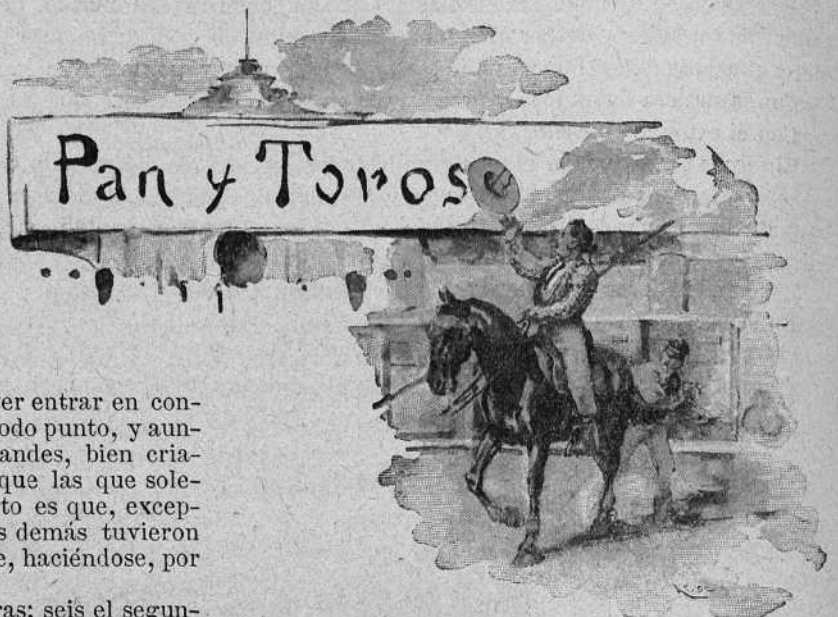 Pan y Toros
er entrar en con-
odo punto, y aun-
andes, bien cria-
que las que sole-
to es que, excep-
s demás tuvieron
e, haciéndose, por
ras: seis el segun-